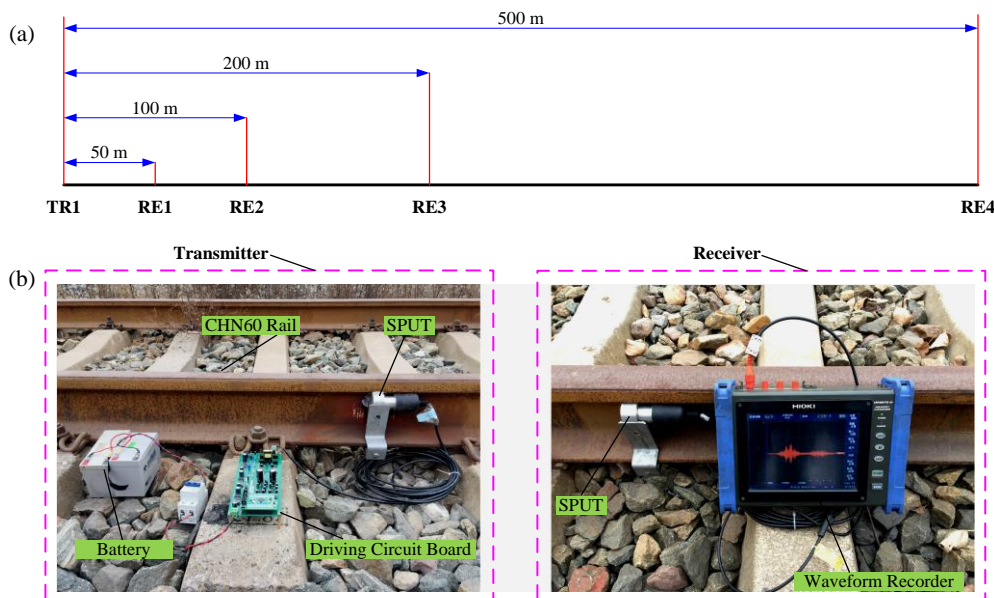 (a)
500 m
200 m
100 m
50 m
TR1 RE1 RE2 RE3 RE4
(b)
Transmitter
Receiver
CHN60 Rail
SPUT
Battery
Driving Circuit Board
HIOKI
SPUT
Waveform Recorder